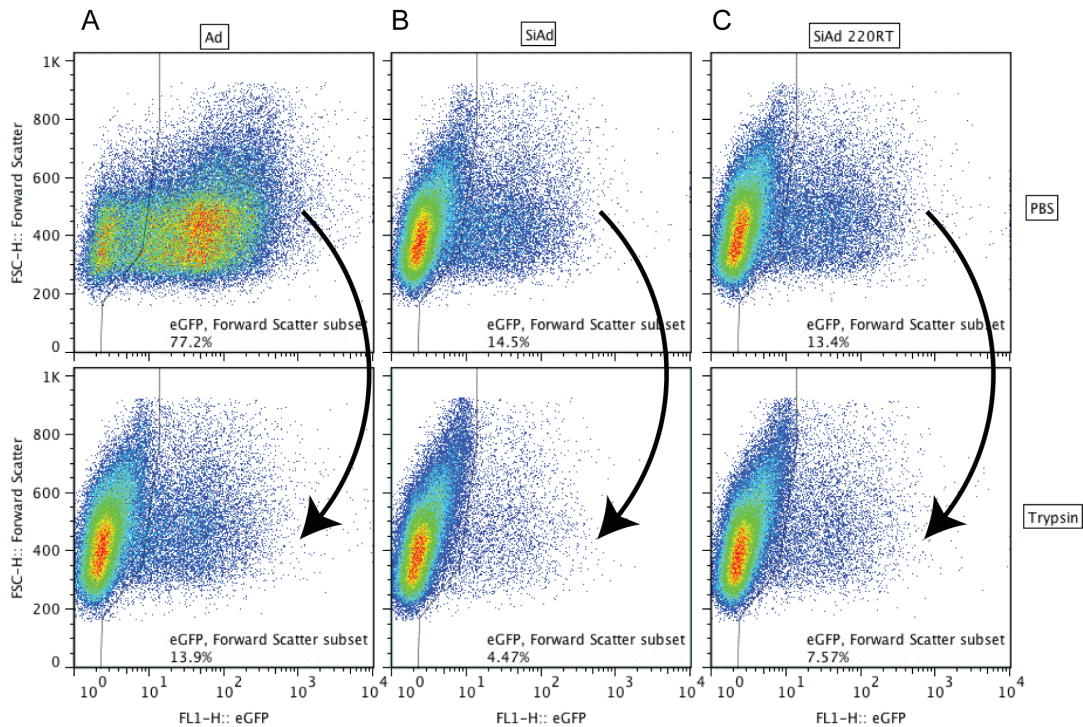 A B C
Ad SiAd SiAd 220RT
1K
800
600
400
200
0
FSC-H:: Forward Scatter
eGFP, Forward Scatter subset
77.2%
eGFP, Forward Scatter subset
14.5%
eGFP, Forward Scatter subset
13.4%
PBS
1K
800
600
400
200
0
FSC-H:: Forward Scatter
eGFP, Forward Scatter subset
13.9%
eGFP, Forward Scatter subset
4.47%
eGFP, Forward Scatter subset
7.57%
Trypsin
10^0 10^1 10^2 10^3 10^4
10^0 10^1 10^2 10^3 10^4
10^0 10^1 10^2 10^3 10^4
FL1-H:: eGFP
FL1-H:: eGFP
FL1-H:: eGFP